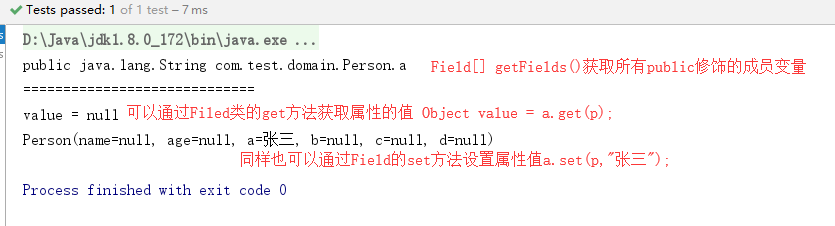 Tests passed: 1 of 1 test – 7 ms
D:\Java\jdk1.8.0_172\bin\java.exe ...
public java.lang.String com.test.domain.Person.a Field[] getFields()获取所有public修饰的成员变量
=============================
value = null 可以通过Filed类的get方法获取属性的值 Object value = a.get(p);
Person(name=null, age=null, a=张三, b=null, c=null, d=null)
同样也可以通过Field的set方法设置属性值a.set(p,"张三");
Process finished with exit code 0